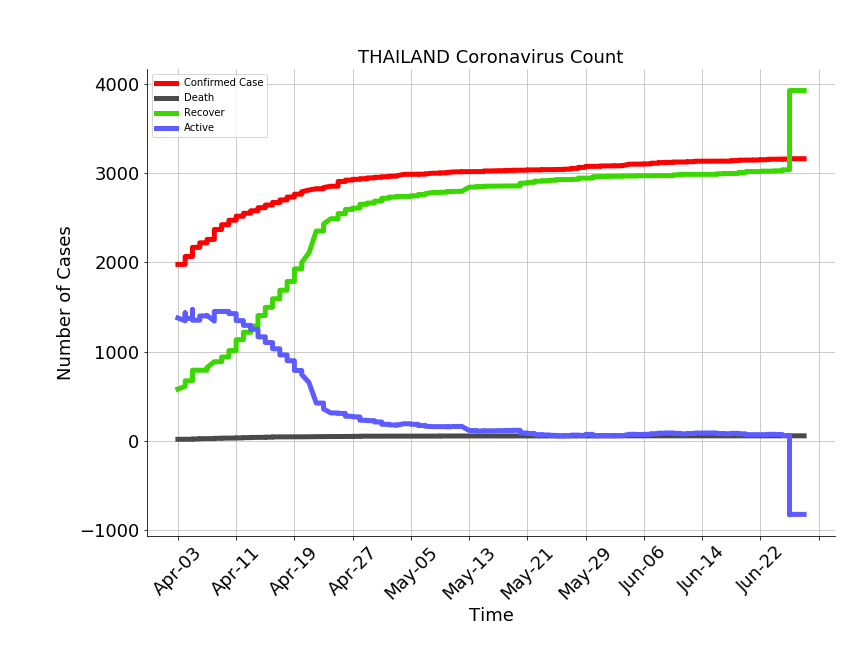 THAILAND Coronavirus Count
Confirmed Case
Death
Recover
Active
4000
3000
2000
1000
0
−1000
Number of Cases
Apr-03
Apr-11
Apr-19
Apr-27
May-05
May-13
May-21
May-29
Jun-06
Jun-14
Jun-22
Time